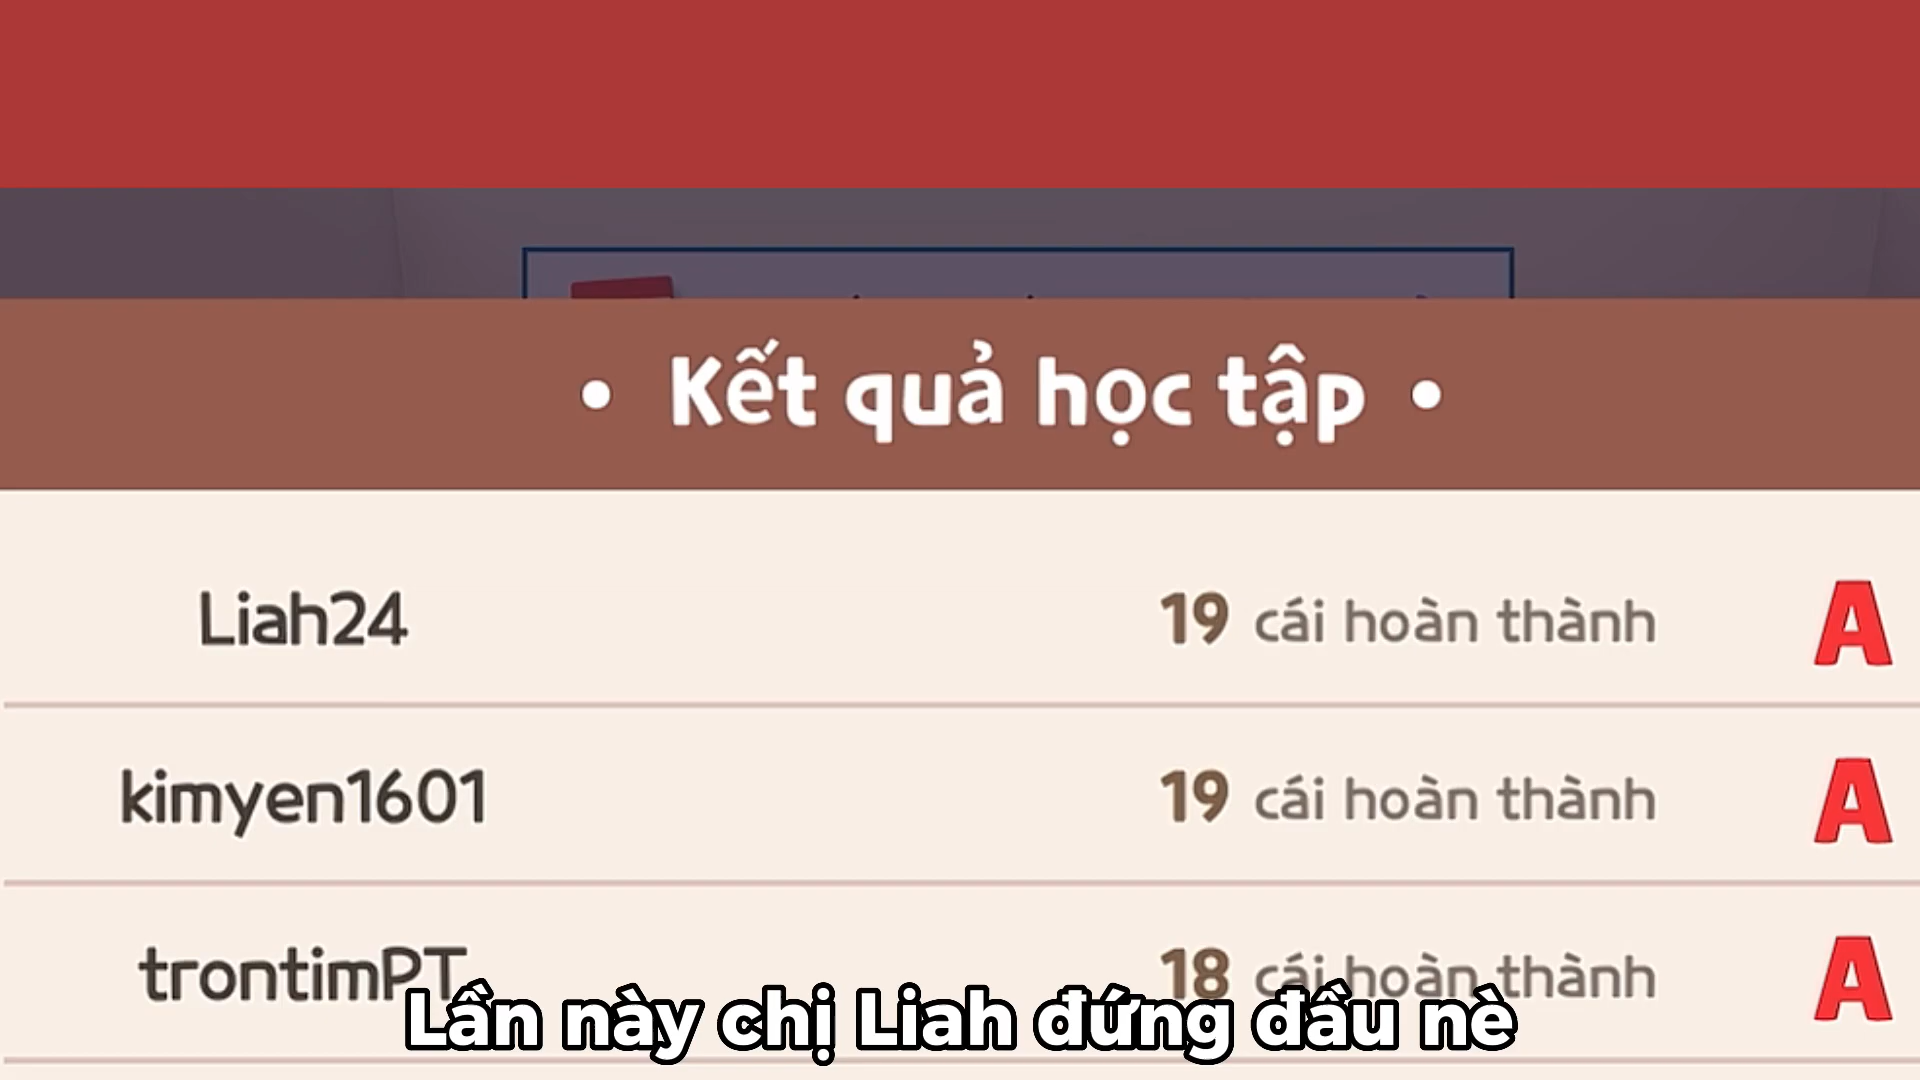 • Kết quả học tập •
Liah24 19 cái hoàn thành A
kimyen1601 19 cái hoàn thành A
trontimPT 18 cái hoàn thành A
Lần này chị Liah đứng đầu nè